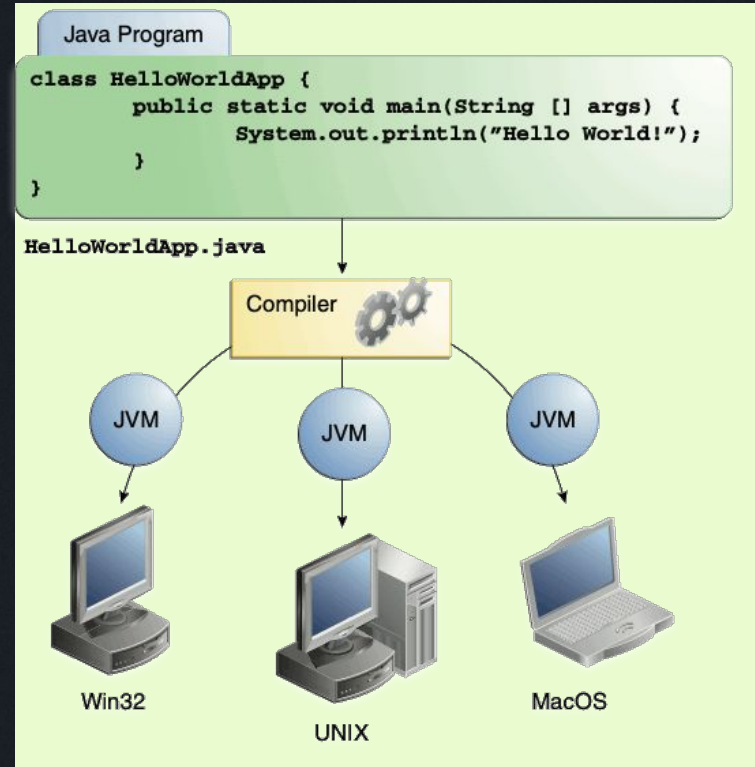 Java Program
class HelloWorldApp {
public static void main(String [] args) {
System.out.println(”Hello World!”);
}
}
HelloWorldApp.java
Compiler
JVM
JVM
JVM
Win32
UNIX
MacOS